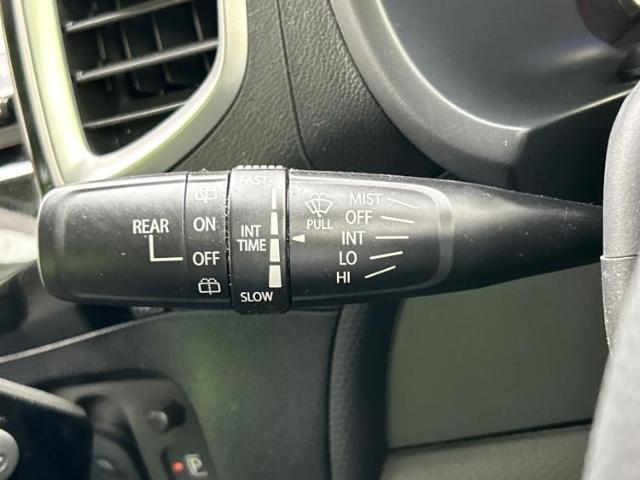 REAR
ON
OFF
FAST
INT
TIME
SLOW
PULL
MIST
OFF
INT
LO
HI